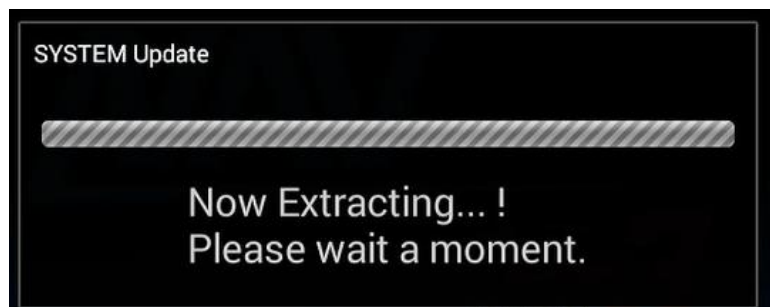 SYSTEM Update
Now Extracting... !
Please wait a moment.